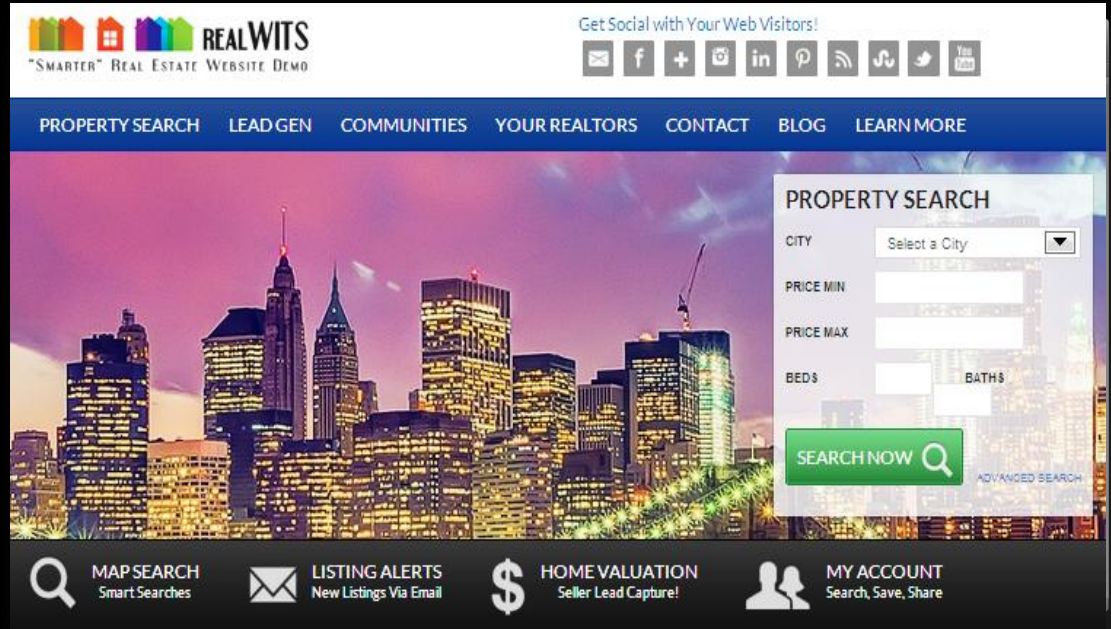 REALWITS
"SMARTER" REAL ESTATE WEBSITE DEMO
Get Social with Your Web Visitors!
f
in
You
Tube
PROPERTY SEARCH LEAD GEN COMMUNITIES YOUR REALTORS CONTACT BLOG LEARN MORE
PROPERTY SEARCH
CITY Select a City
PRICE MIN
PRICE MAX
BEDS BATHS
SEARCH NOW
ADVANCED SEARCH
MAP SEARCH
Smart Searches
LISTING ALERTS
New Listings Via Email
$
HOME VALUATION
Seller Lead Capture!
MY ACCOUNT
Search, Save, Share